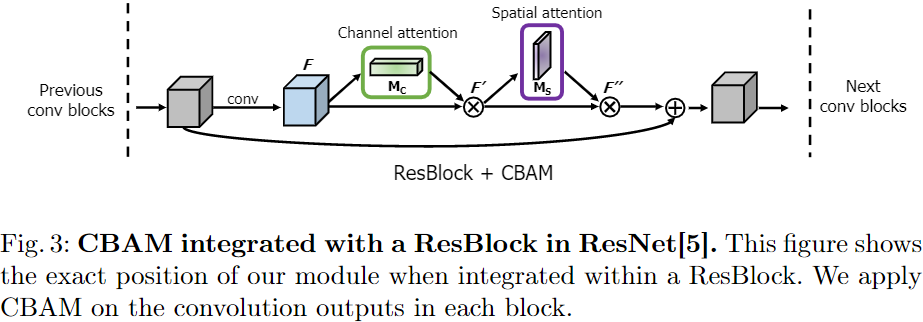 Spatial attention
Channel attention
F
Mc
F′
Ms
F′′
Previous
conv blocks
conv
Next
conv blocks
ResBlock + CBAM
Fig. 3: CBAM integrated with a ResBlock in ResNet[5]. This figure shows
the exact position of our module when integrated within a ResBlock. We apply
CBAM on the convolution outputs in each block.